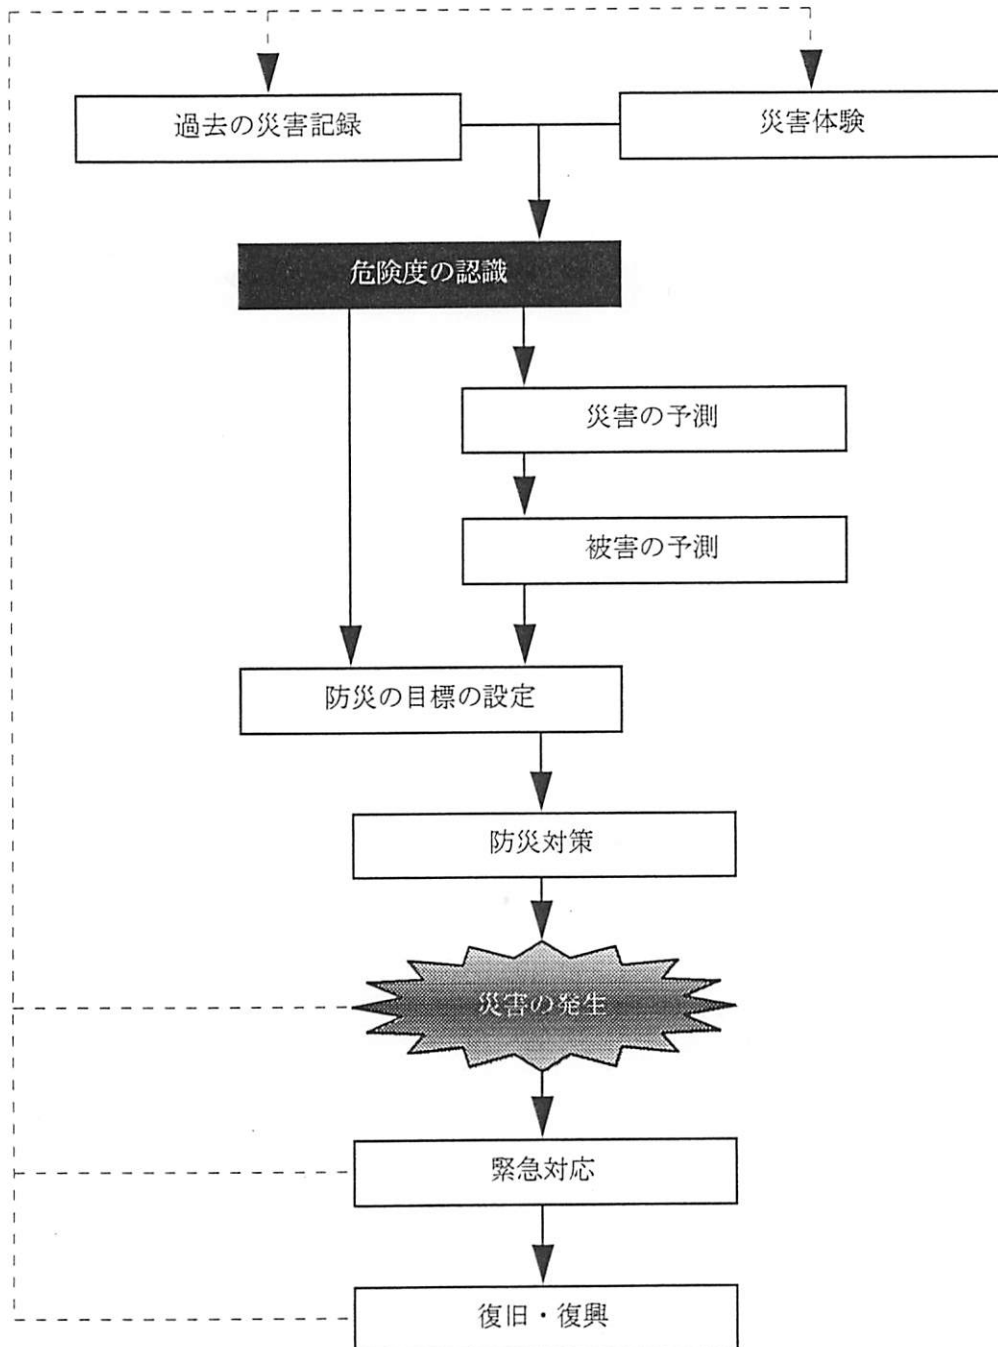 過去の災害記録
災害体験
危険度の認識
災害の予測
被害の予測
防災の目標の設定
防災対策
災害の発生
緊急対応
復旧・復興